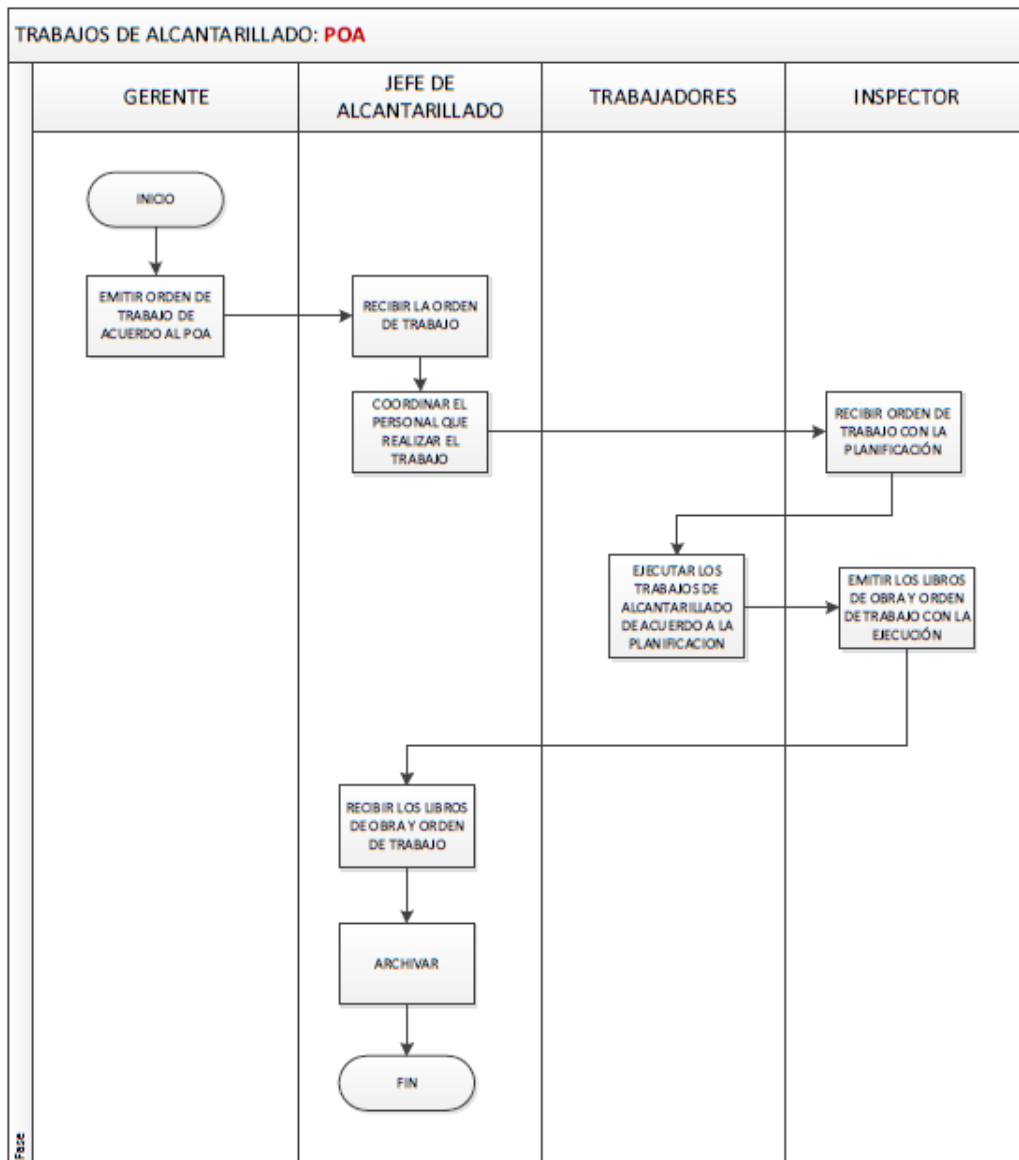 TRABAJOS DE ALCANTARILLADO: POA
GERENTE
JEFE DE
ALCANTARILLADO
TRABAJADORES
INSPECTOR
INICIO
EMITIR ORDEN DE
TRABAJO DE
ACUERDO AL POA
RECIBIR LA ORDEN
DE TRABAJO
COORDINAR EL
PERSONAL QUE
REALIZAR EL
TRABAJO
RECIBIR ORDEN DE
TRABAJO CON LA
PLANIFICACIÓN
EJECUTAR LOS
TRABAJOS DE
ALCANTARILLADO
DE ACUERDO A LA
PLANIFICACION
EMITIR LOS LIBROS
DE OBRA Y ORDEN
DE TRABAJO CON LA
EJECUCIÓN
RECIBIR LOS LIBROS
DE OBRA Y ORDEN
DE TRABAJO
ARCHIVAR
FIN
Fase